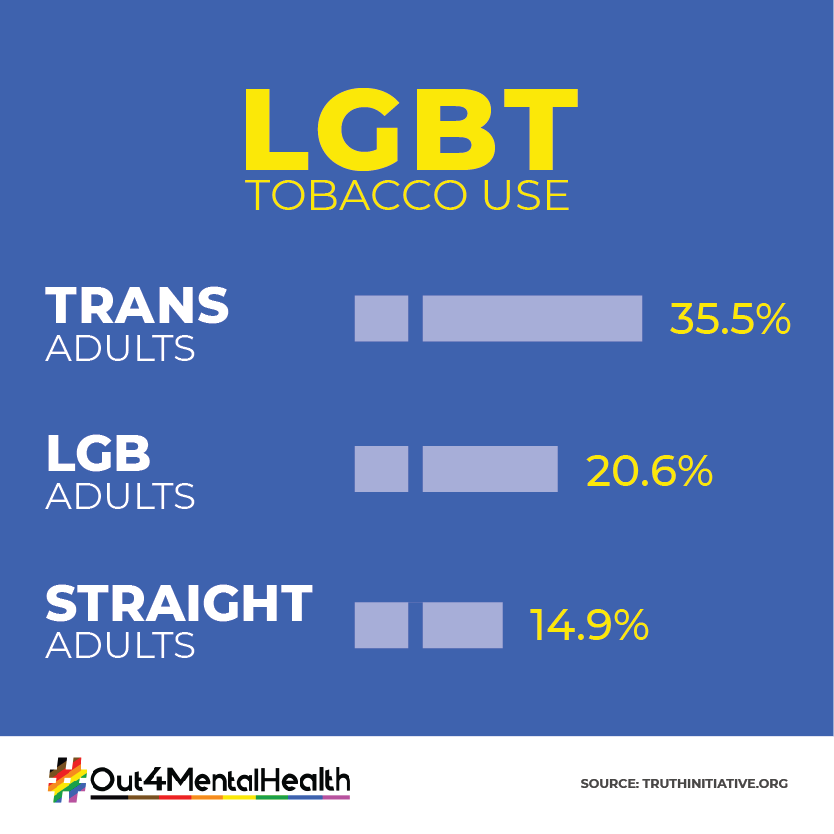 LGBT
TOBACCO USE
TRANS
ADULTS
35.5%
LGB
ADULTS
20.6%
STRAIGHT
ADULTS
14.9%
#Out4MentalHealth
SOURCE: TRUTHINITIATIVE.ORG